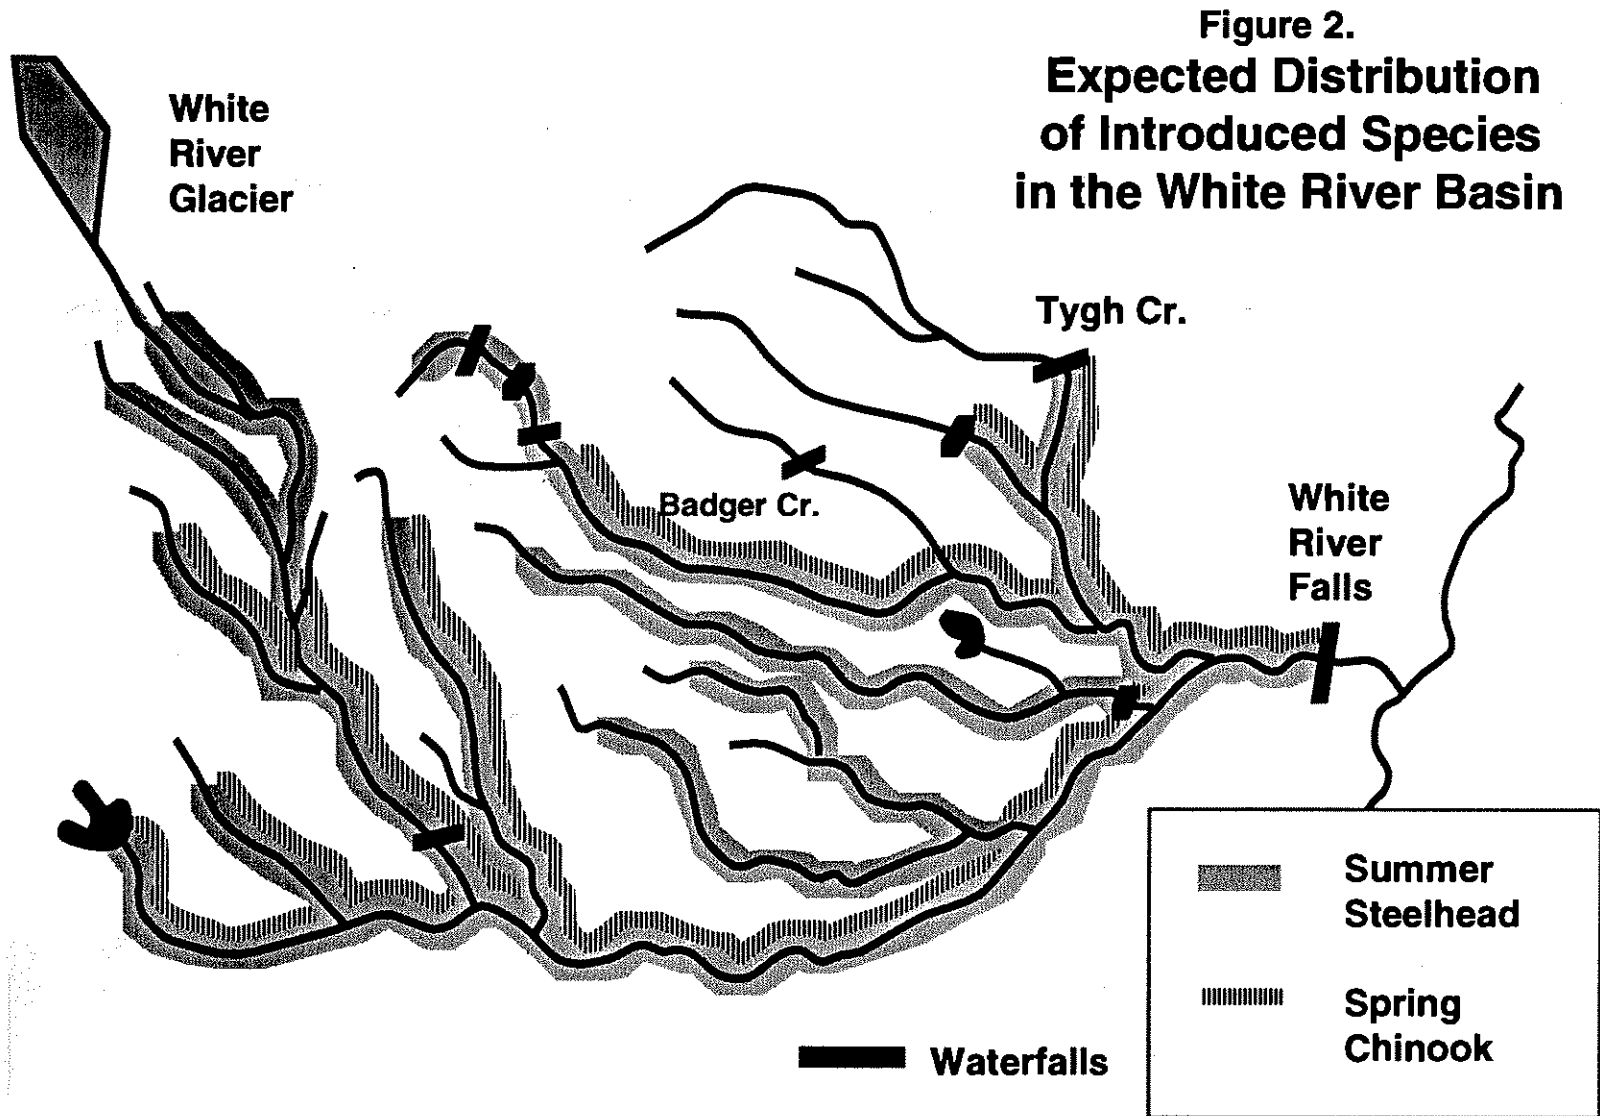 Figure 2.
Expected Distribution
of Introduced Species
in the White River Basin
White
River
Glacier
Tygh Cr.
Badger Cr.
White
River
Falls
Summer
Steelhead
Spring
Chinook
Waterfalls